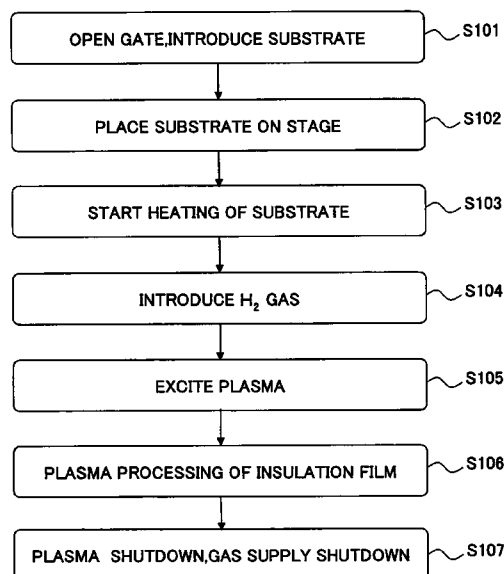 OPEN GATE,INTRODUCE SUBSTRATE
S101
PLACE SUBSTRATE ON STAGE
S102
START HEATING OF SUBSTRATE
S103
INTRODUCE H₂ GAS
S104
EXCITE PLASMA
S105
PLASMA PROCESSING OF INSULATION FILM
S106
PLASMA SHUTDOWN,GAS SUPPLY SHUTDOWN
S107